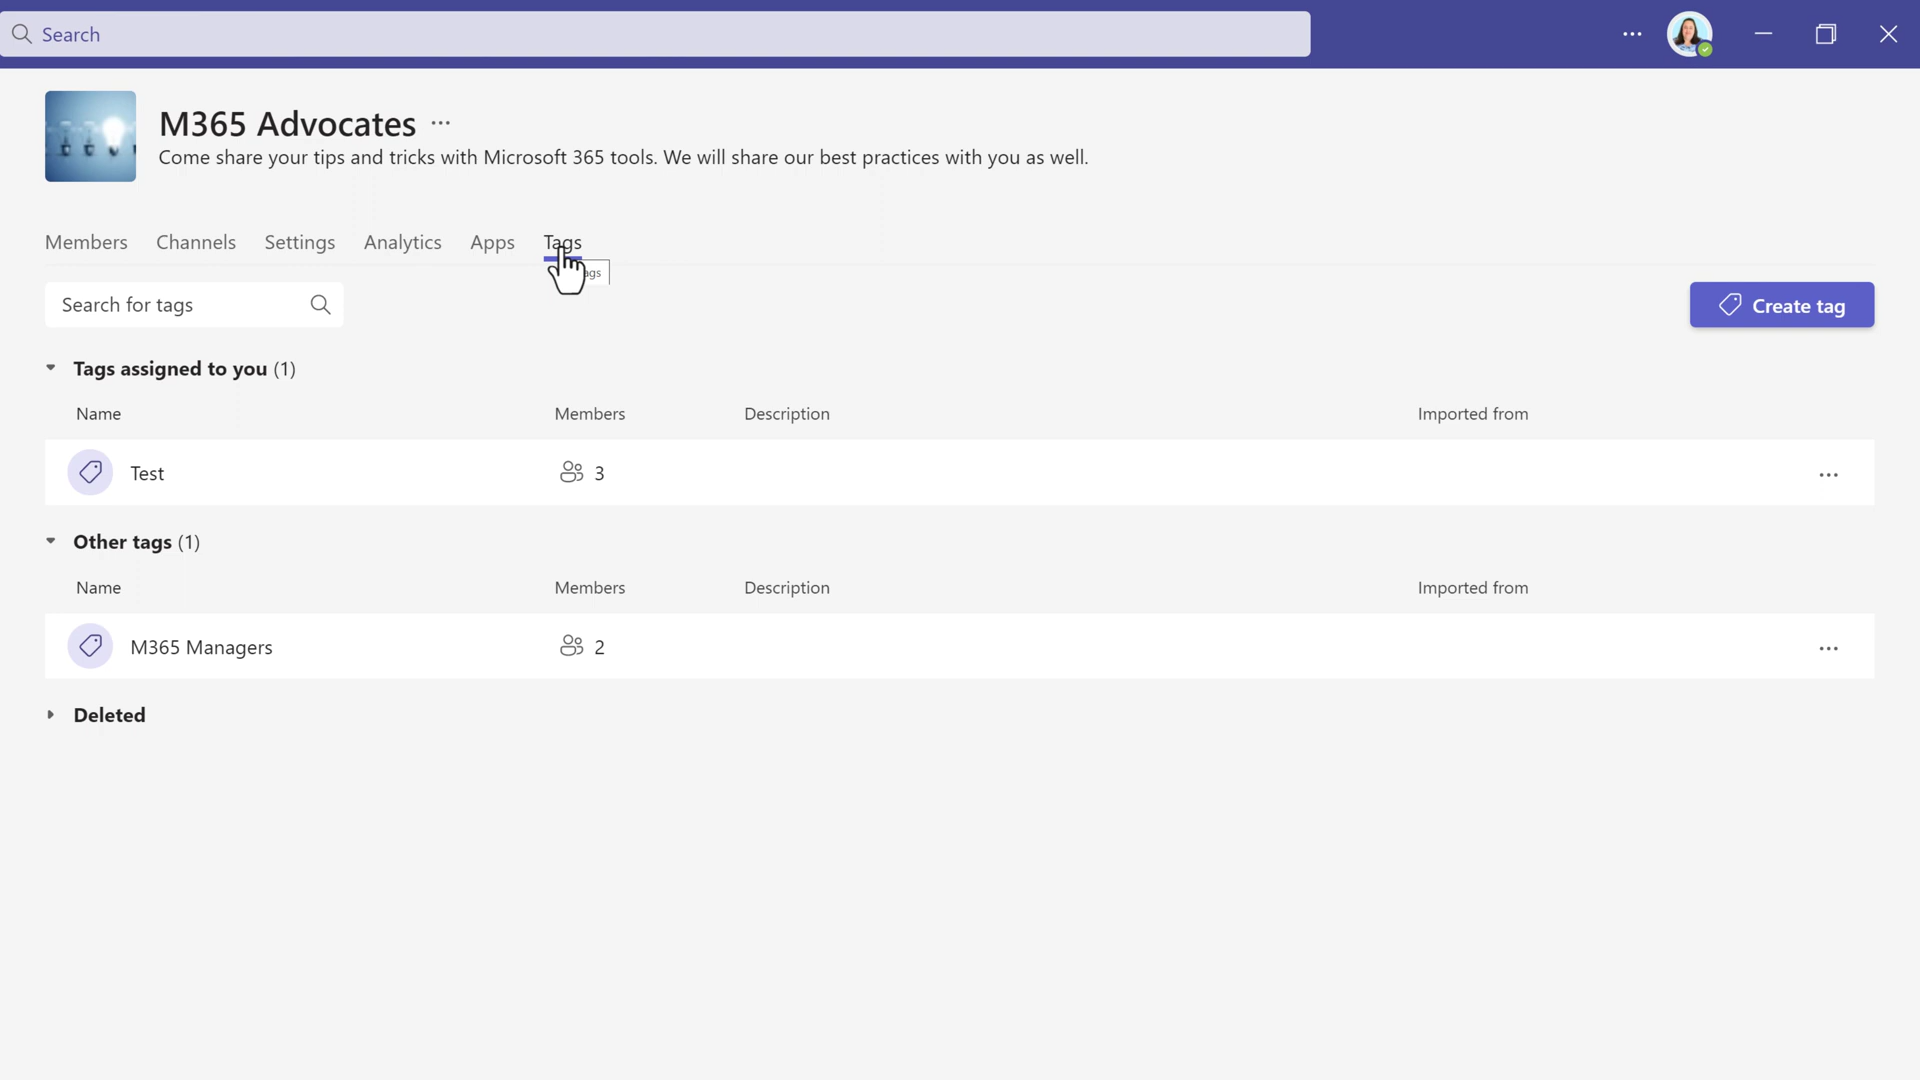 Search
M365 Advocates ...
Come share your tips and tricks with Microsoft 365 tools. We will share our best practices with you as well.
Members Channels Settings Analytics Apps Tags
Search for tags
Create tag
Tags assigned to you (1)
Name Members Description Imported from
Test 3
Other tags (1)
Name Members Description Imported from
M365 Managers 2
Deleted